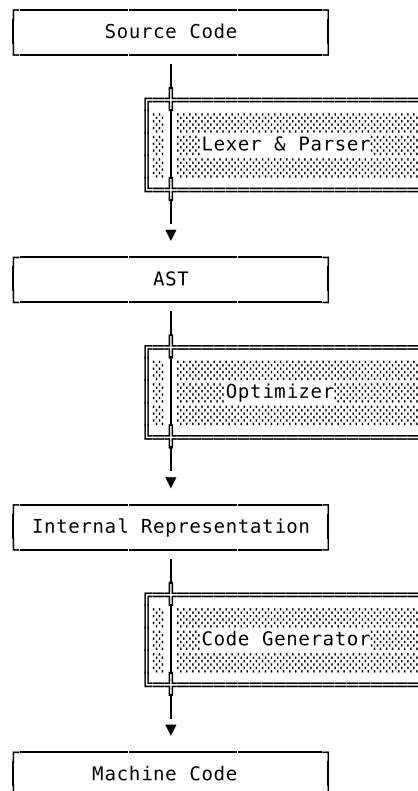 Source Code
Lexer & Parser
AST
Optimizer
Internal Representation
Code Generator
Machine Code